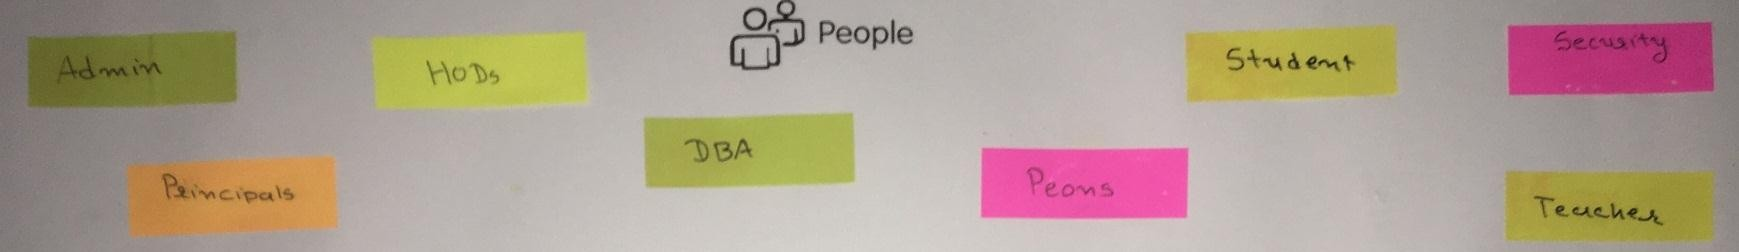 People
Admin
HODs
Student
Security
DBA
Principals
Peons
Teacher